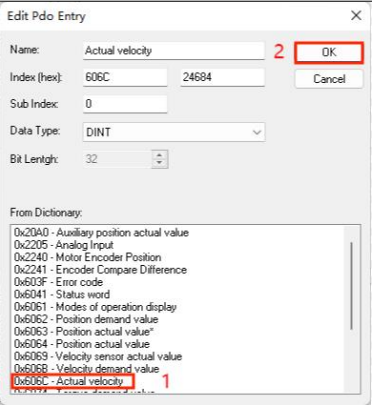 Edit Pdo Entry
Name: Actual velocity 2 OK
Index (hex): 606C 24684 Cancel
Sub Index: 0
Data Type: DINT
Bit Lentgh: 32
From Dictionary:
0x20A0 - Auxiliary position actual value
0x2205 - Analog Input
0x2240 - Motor Encoder Position
0x2241 - Encoder Compare Difference
0x603F - Error code
0x6041 - Status word
0x6061 - Modes of operation display
0x6062 - Position demand value
0x6063 - Position actual value*
0x6064 - Position actual value
0x6069 - Velocity sensor actual value
0x606B - Velocity demand value
0x606C - Actual velocity 1